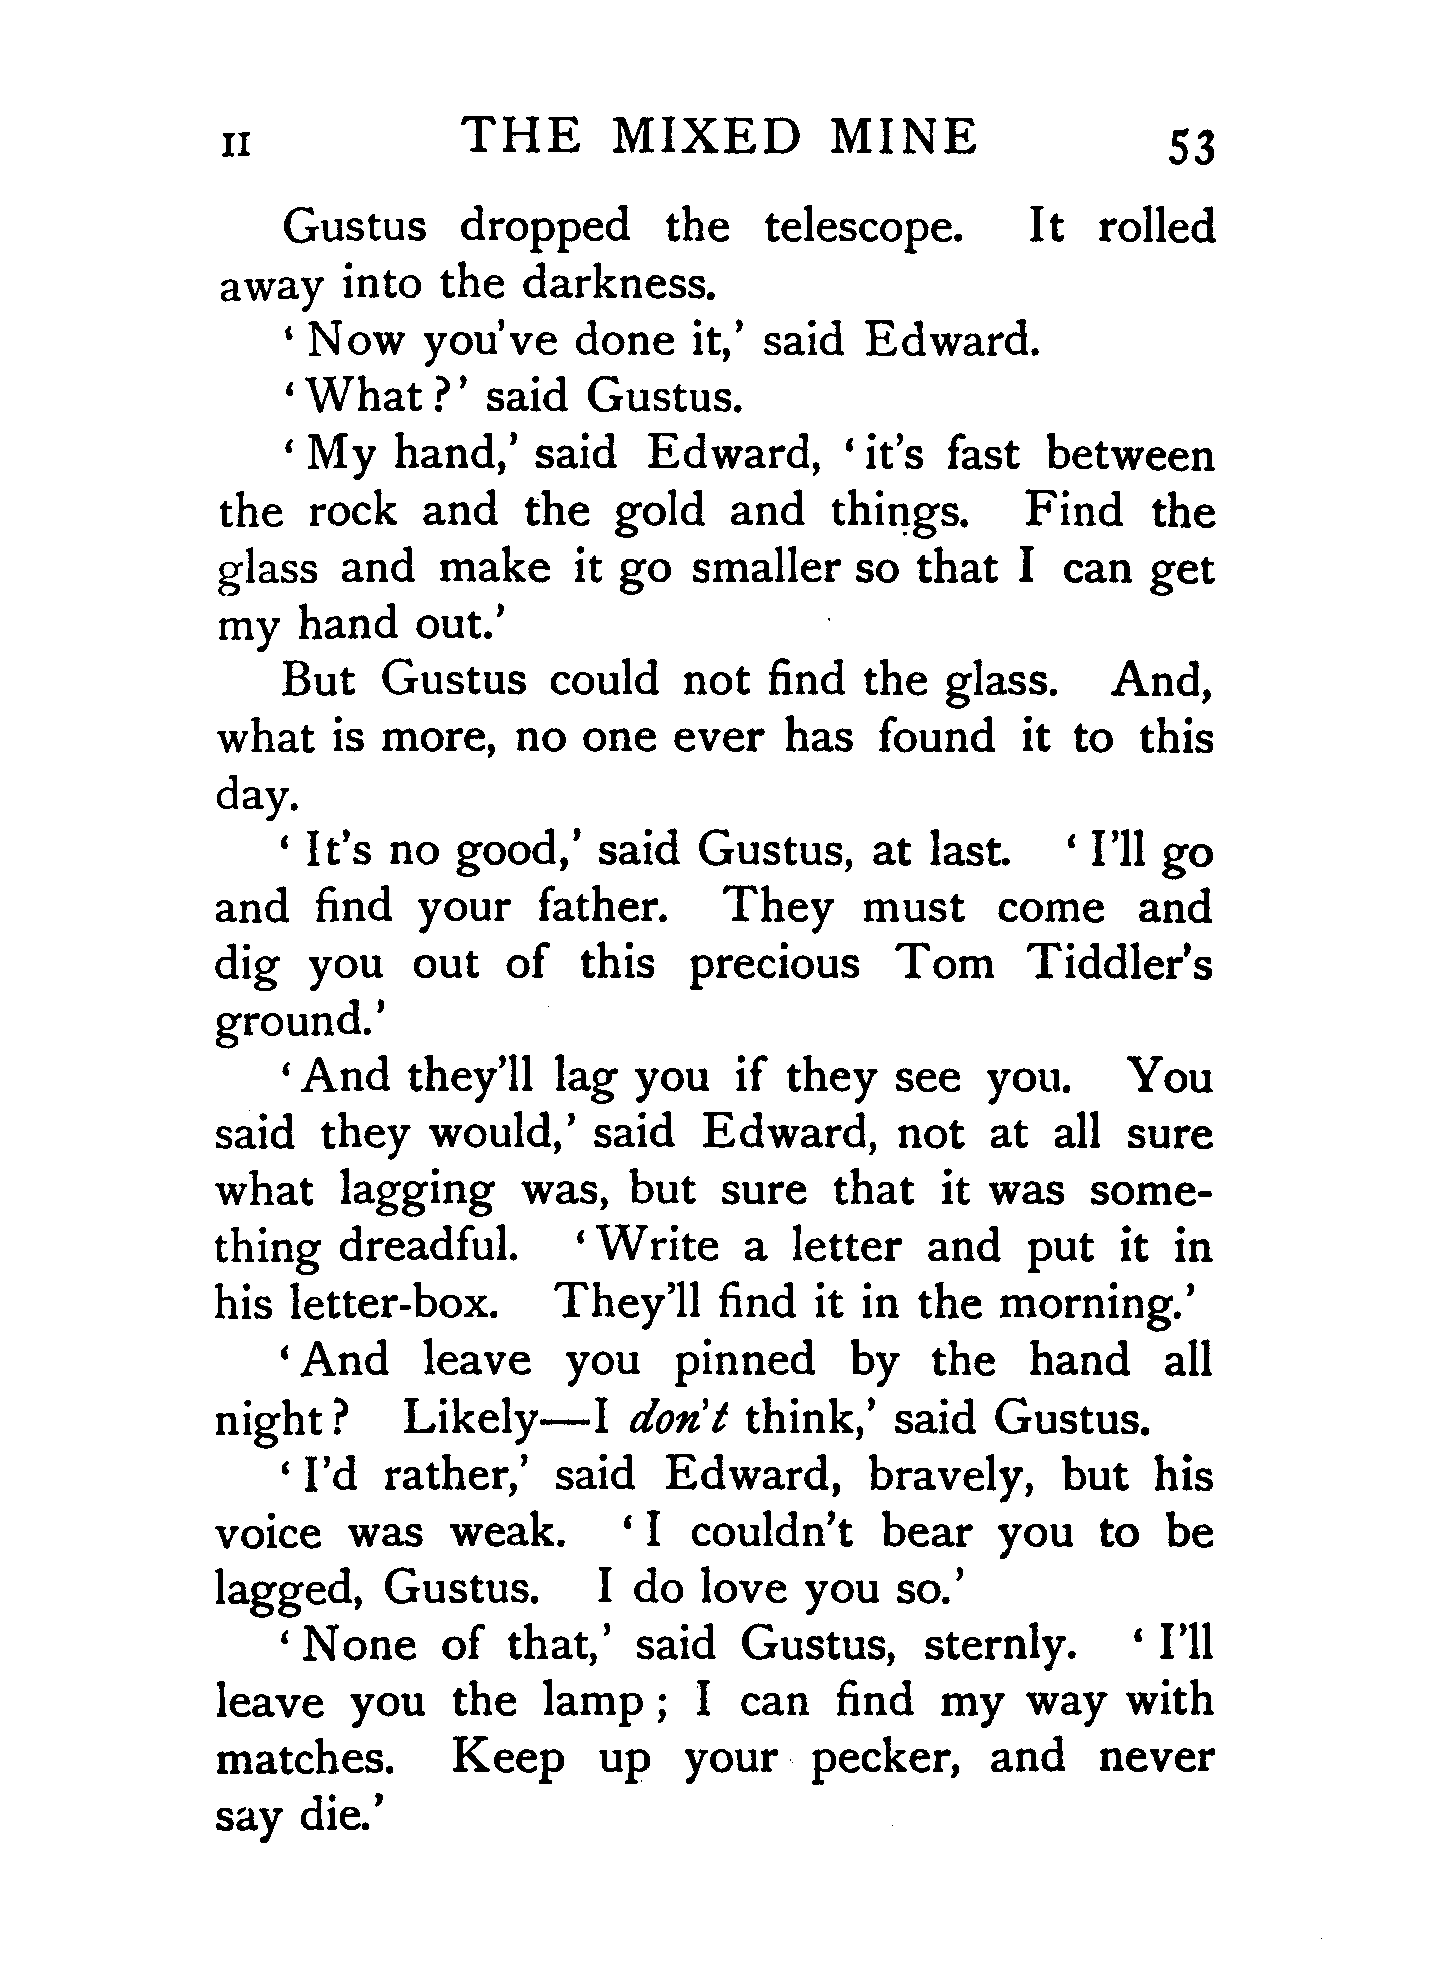 II THE MIXED MINE 53
Gustus dropped the telescope. It rolled
away into the darkness.
‘Now you've done it,’ said Edward.
‘What?’ said Gustus.
‘My hand,’ said Edward, ‘it's fast between
the rock and the gold and things. Find the
glass and make it go smaller so that I can get
my hand out.’
But Gustus could not find the glass. And,
what is more, no one ever has found it to this
day.
‘It's no good,’ said Gustus, at last. ‘I'll go
and find your father. They must come and
dig you out of this precious Tom Tiddler's
ground.’
‘And they'll lag you if they see you. You
said they would,’ said Edward, not at all sure
what lagging was, but sure that it was some-
thing dreadful. ‘Write a letter and put it in
his letter-box. They'll find it in the morning.’
‘And leave you pinned by the hand all
night? Likely—I don't think,’ said Gustus.
‘I'd rather,’ said Edward, bravely, but his
voice was weak. ‘I couldn't bear you to be
lagged, Gustus. I do love you so.’
‘None of that,’ said Gustus, sternly. ‘I'll
leave you the lamp; I can find my way with
matches. Keep up your pecker, and never
say die.’